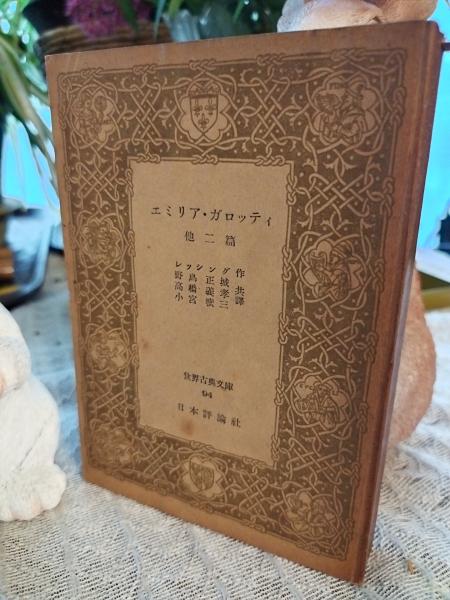 エミリア・ガロッティ
他二篇
レッシング作
野島正城
高橋義孝 共譯
小宮曠三
世界古典文庫
94
日本評論社